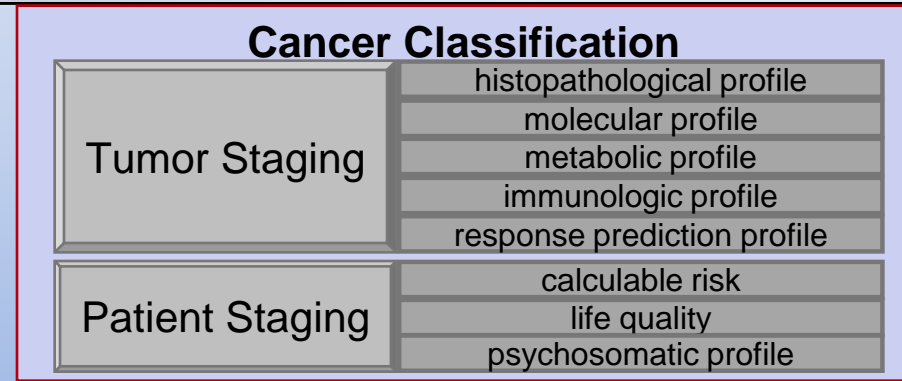 Cancer Classification
Tumor Staging
histopathological profile
molecular profile
metabolic profile
immunologic profile
response prediction profile
Patient Staging
calculable risk
life quality
psychosomatic profile